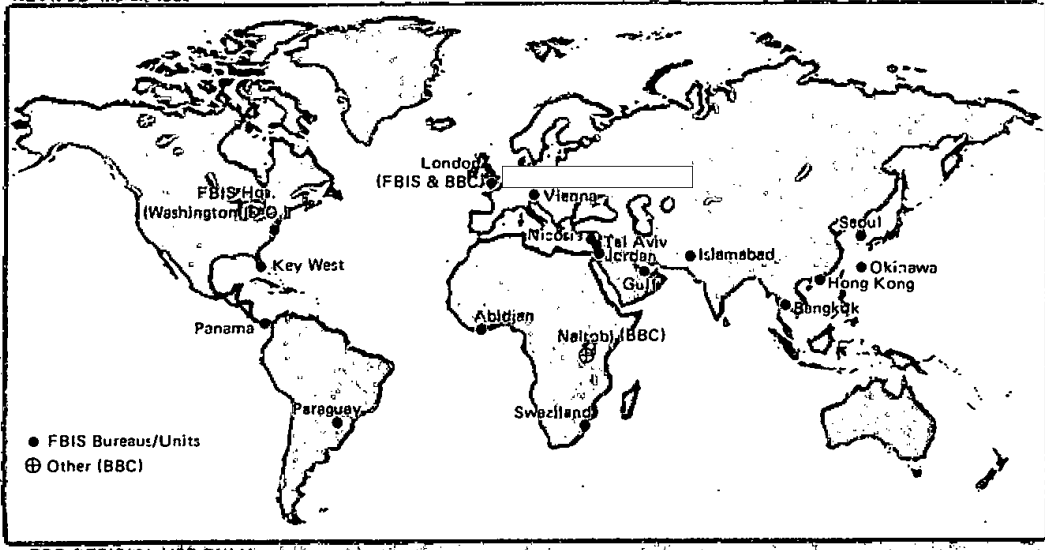 London
(FBIS & BBC)
FBIS Hqs.
(Washington, D.C.)
Vienna
Nicosia
Tel Aviv
Jordan
Islamabad
Seoul
Key West
Gulf
Okinawa
Hong Kong
Bangkok
Panama
Abidjan
Nairobi (BBC)
Paraguay
Swaziland
FBIS Bureaus/Units
Other (BBC)